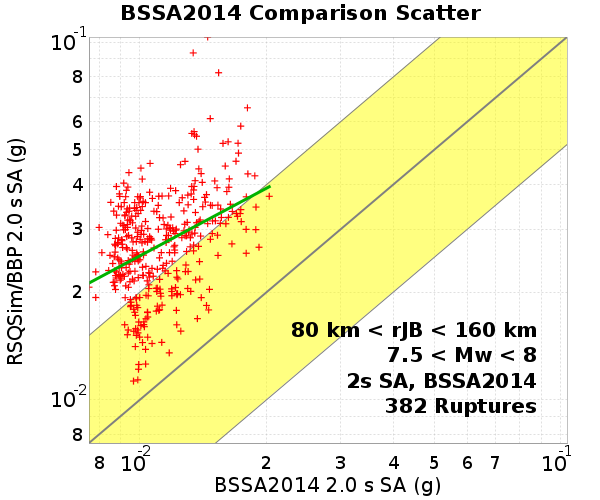 BSSA2014 Comparison Scatter
RSQSim/BBP 2.0 s SA (g)
10-1
8
6
5
4
3
2
10-2
8
80 km < rJB < 160 km
7.5 < Mw < 8
2s SA, BSSA2014
382 Ruptures
8 10-2 2 3 4 5 6 7 10-1
BSSA2014 2.0 s SA (g)